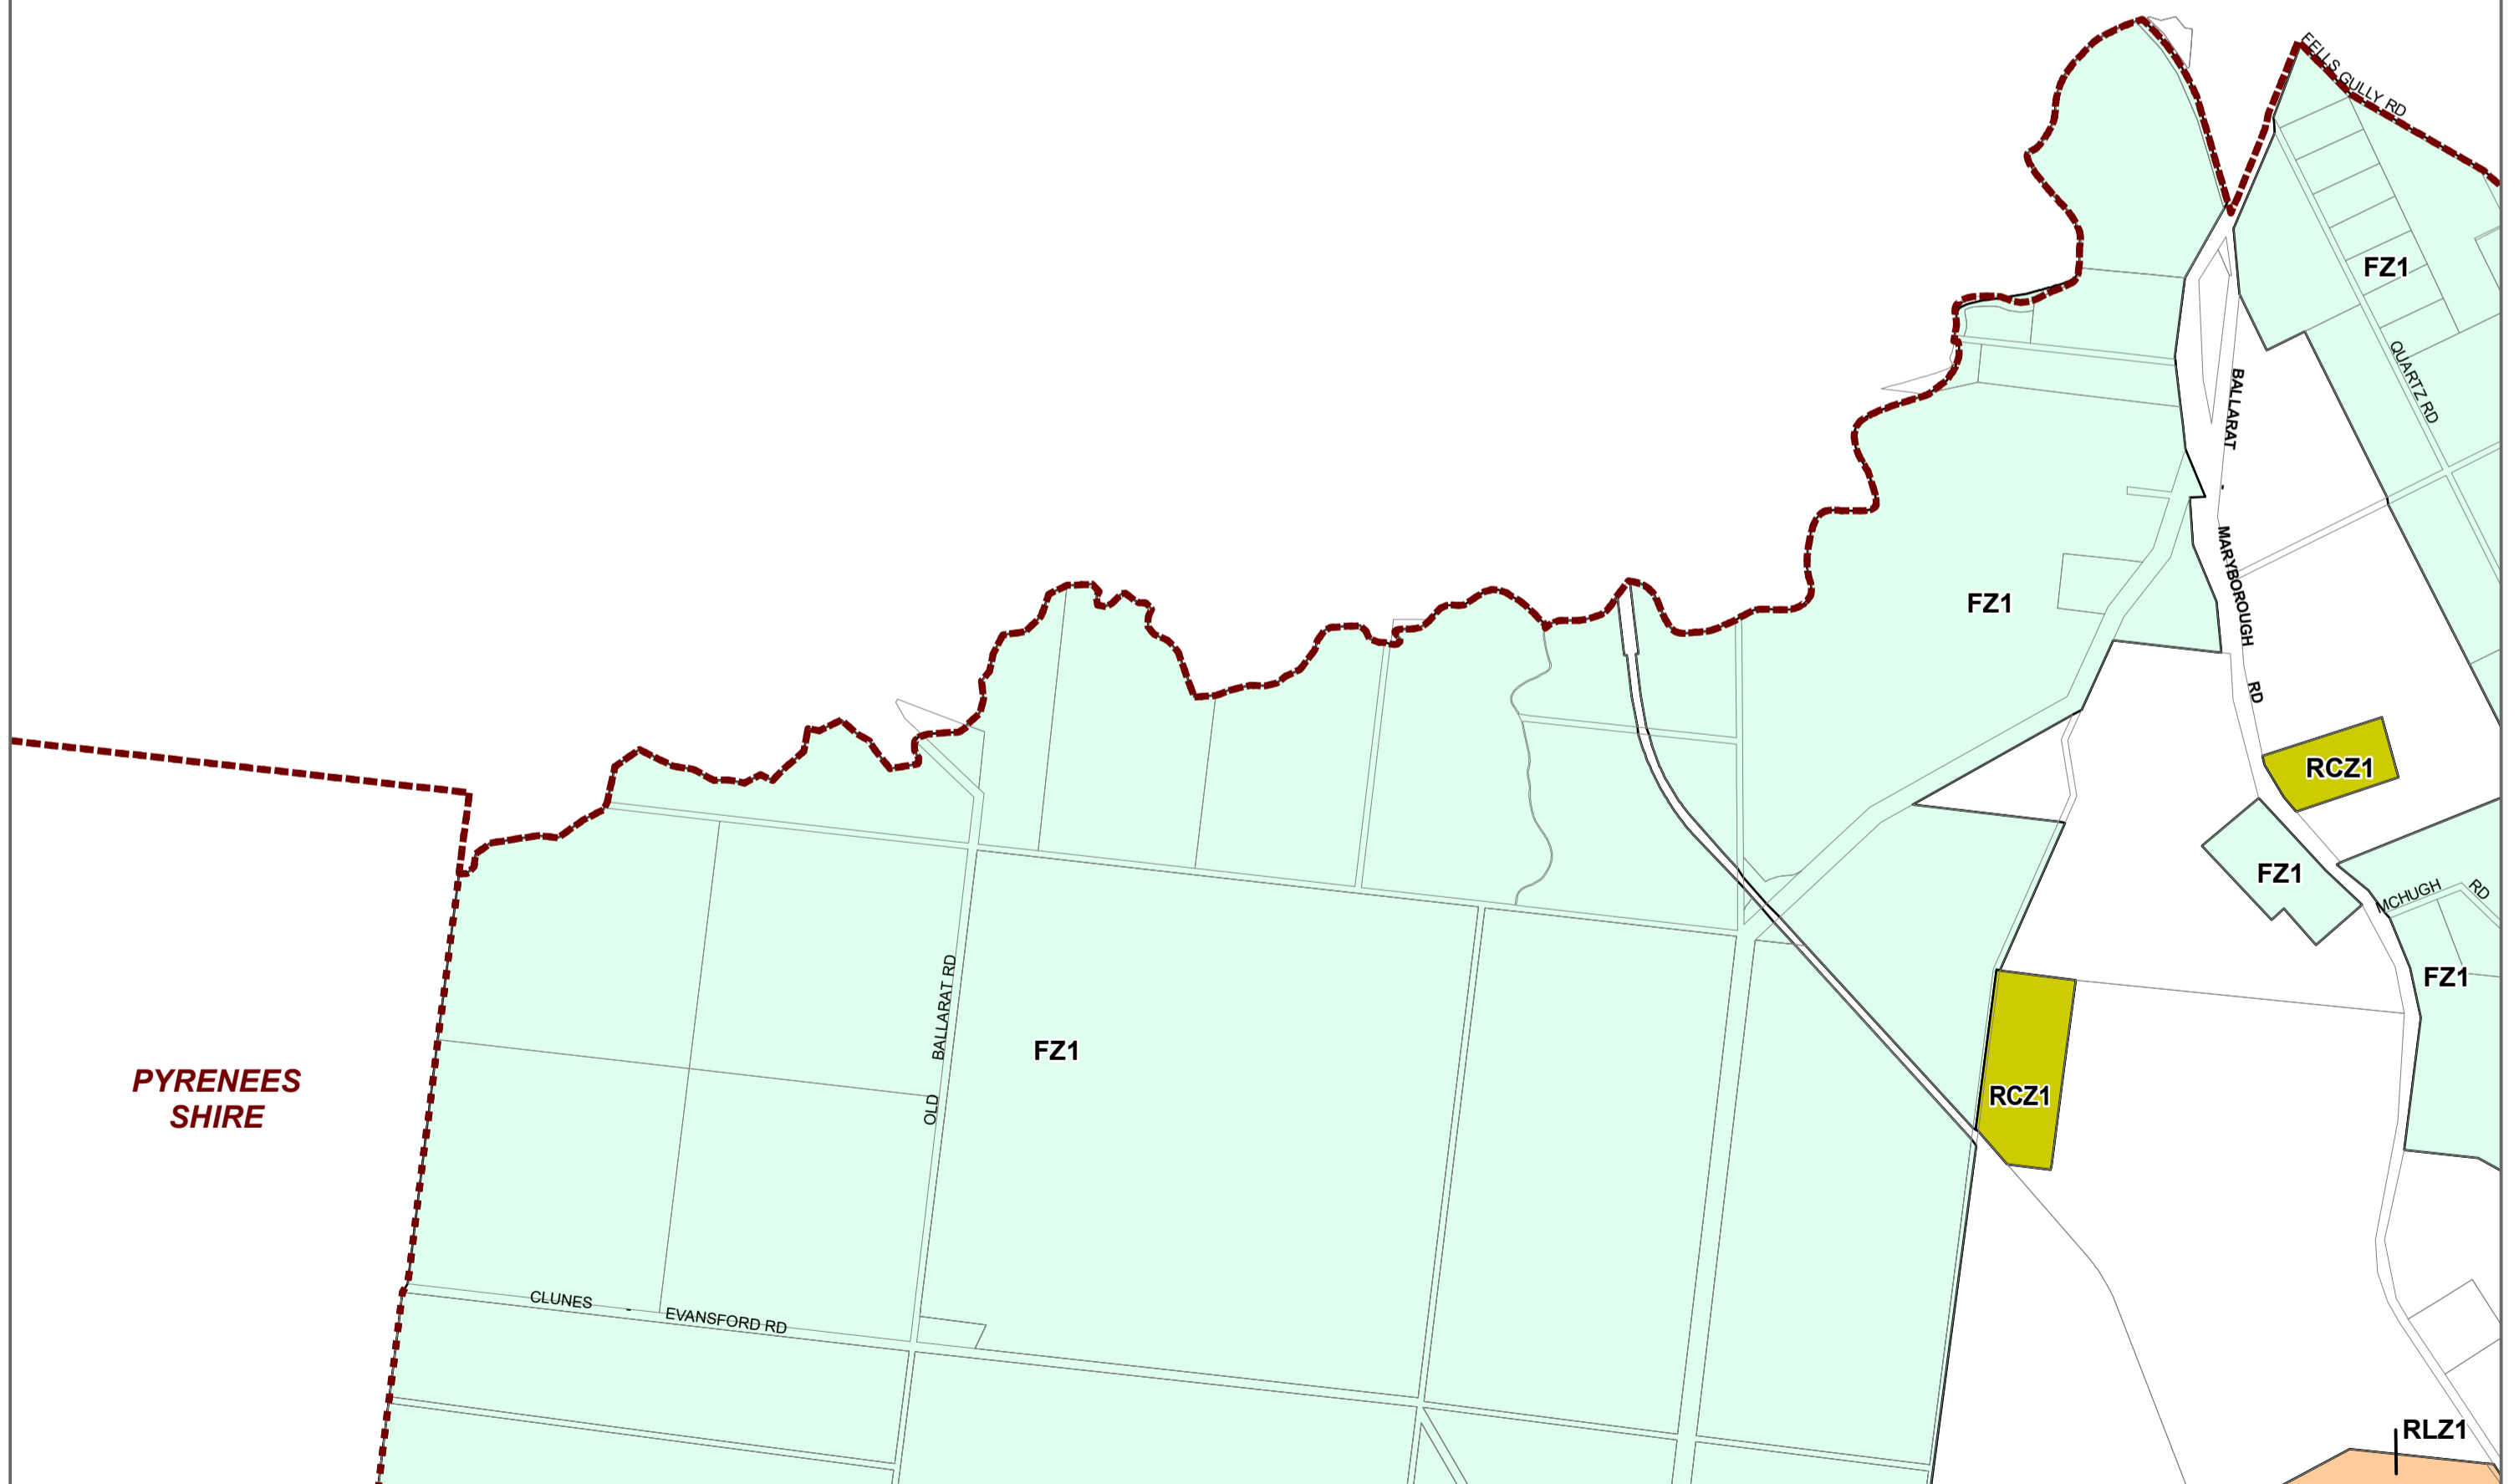 FELLS GULLY RD
FZ1
QUARTZ RD
BALLARAT - MARYBOROUGH RD
FZ1
RCZ1
FZ1
MCHUGH RD
FZ1
OLD BALLARAT RD
FZ1
PYRENEES
SHIRE
RCZ1
CLUNES - EVANSFORD RD
RLZ1